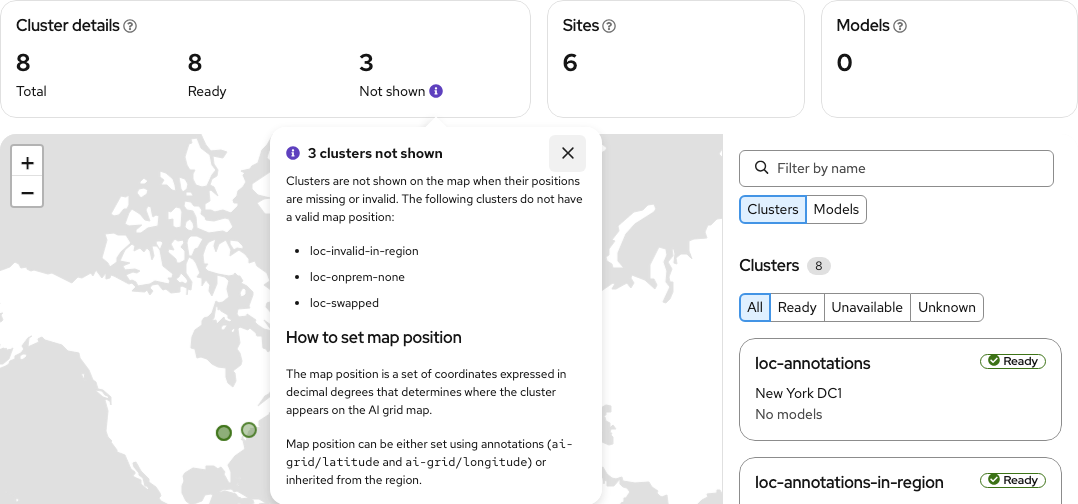 Cluster details
8
Total
8
Ready
3
Not shown
Sites
6
Models
0
+
−
3 clusters not shown
Clusters are not shown on the map when their positions
are missing or invalid. The following clusters do not have
a valid map position:
• loc-invalid-in-region
• loc-onprem-none
• loc-swapped
How to set map position
The map position is a set of coordinates expressed in
decimal degrees that determines where the cluster
appears on the AI grid map.
Map position can be either set using annotations (ai-
grid/latitude and ai-grid/longitude) or
inherited from the region.
Filter by name
Clusters Models
Clusters 8
All Ready Unavailable Unknown
loc-annotations Ready
New York DC1
No models
loc-annotations-in-region Ready